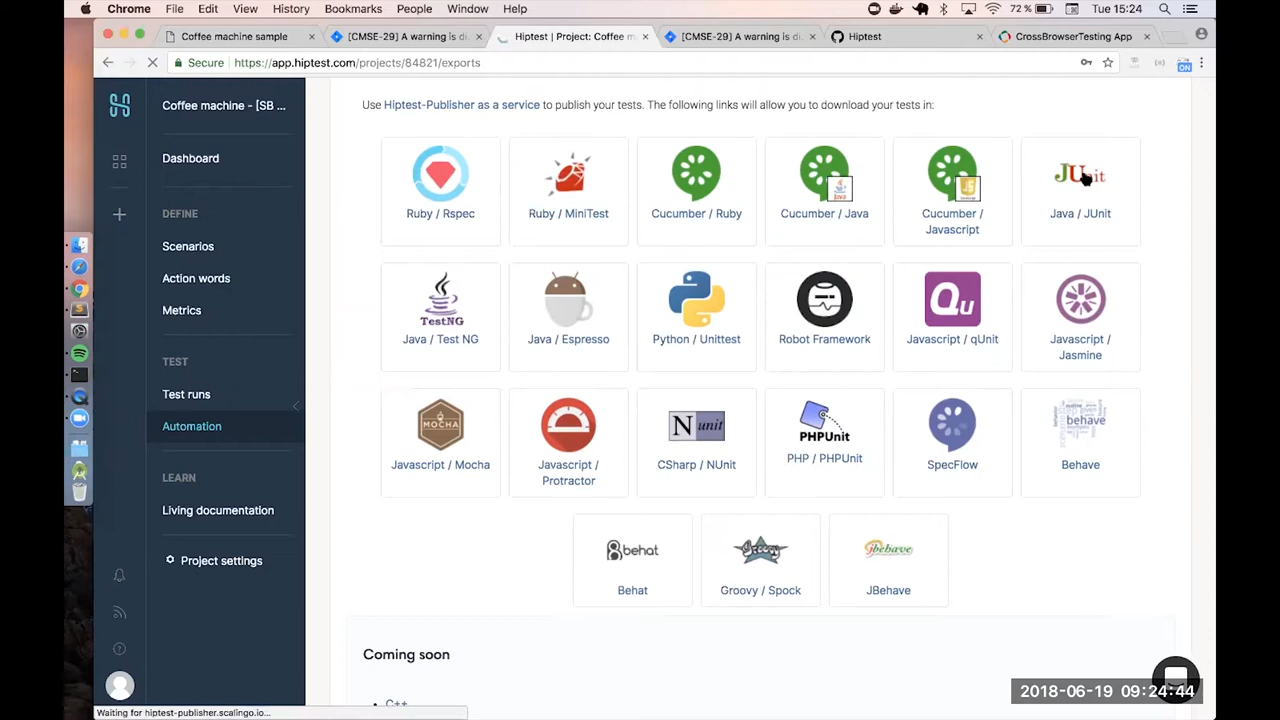 Chrome File Edit View History Bookmarks People Window Help 72 % Tue 15:24
Coffee machine sample × [CMSE-29] A warning is di... × Hiptest | Project: Coffee m... × [CMSE-29] A warning is di... × Hiptest × CrossBrowserTesting App ×
Secure https://app.hiptest.com/projects/84821/exports ON
Coffee machine - [SB ...
Dashboard
DEFINE
Scenarios
Action words
Metrics
TEST
Test runs
Automation
LEARN
Living documentation
Project settings
Use Hiptest-Publisher as a service to publish your tests. The following links will allow you to download your tests in:
Ruby / Rspec
Ruby / MiniTest
Cucumber / Ruby
Cucumber / Java
Cucumber /
Javascript
JUnit
Java / JUnit
TestNG
Java / Test NG
Java / Espresso
Python / Unittest
Robot Framework
Qu
Javascript / qUnit
Javascript /
Jasmine
MOCHA
Javascript / Mocha
Javascript /
Protractor
Nunit
CSharp / NUnit
PHPUnit
PHP / PHPUnit
SpecFlow
behave
Behave
behat
Behat
Groovy
Groovy / Spock
jbehave
JBehave
Coming soon
C++
Waiting for hiptest-publisher.scalingo.io...
2018-06-19 09:24:44